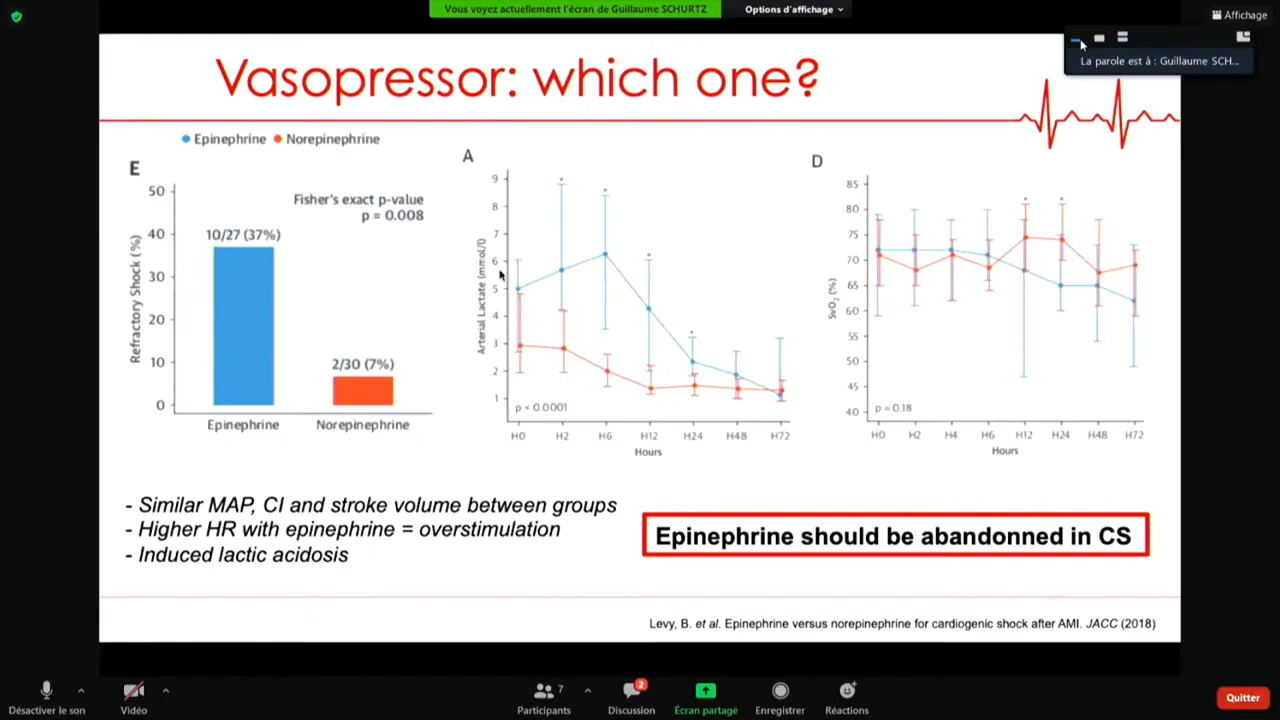 Vous voyez actuellement l'écran de Guillaume SCHURTZ
Options d'affichage
Affichage
La parole est à : Guillaume SCH...
Vasopressor: which one?
Epinephrine
Norepinephrine
E
Fisher's exact p-value
p = 0.008
Refractory Shock (%)
50
40
30
20
10
0
10/27 (37%)
2/30 (7%)
Epinephrine
Norepinephrine
A
Arterial Lactate (mmol/l)
9
8
7
6
5
4
3
2
1
*
*
*
*
p < 0.0001
H0
H2
H6
H12
H24
H48
H72
Hours
D
SvO2 (%)
85
80
75
70
65
60
55
50
45
40
*
*
p = 0.18
H0
H2
H4
H6
H12
H24
H48
H72
Hours
- Similar MAP, CI and stroke volume between groups
- Higher HR with epinephrine = overstimulation
- Induced lactic acidosis
Epinephrine should be abandonned in CS
Levy, B. et al. Epinephrine versus norepinephrine for cardiogenic shock after AMI. JACC (2018)
Désactiver le son
Vidéo
Participants
7
Discussion
2
Écran partagé
Enregistrer
Réactions
Quitter